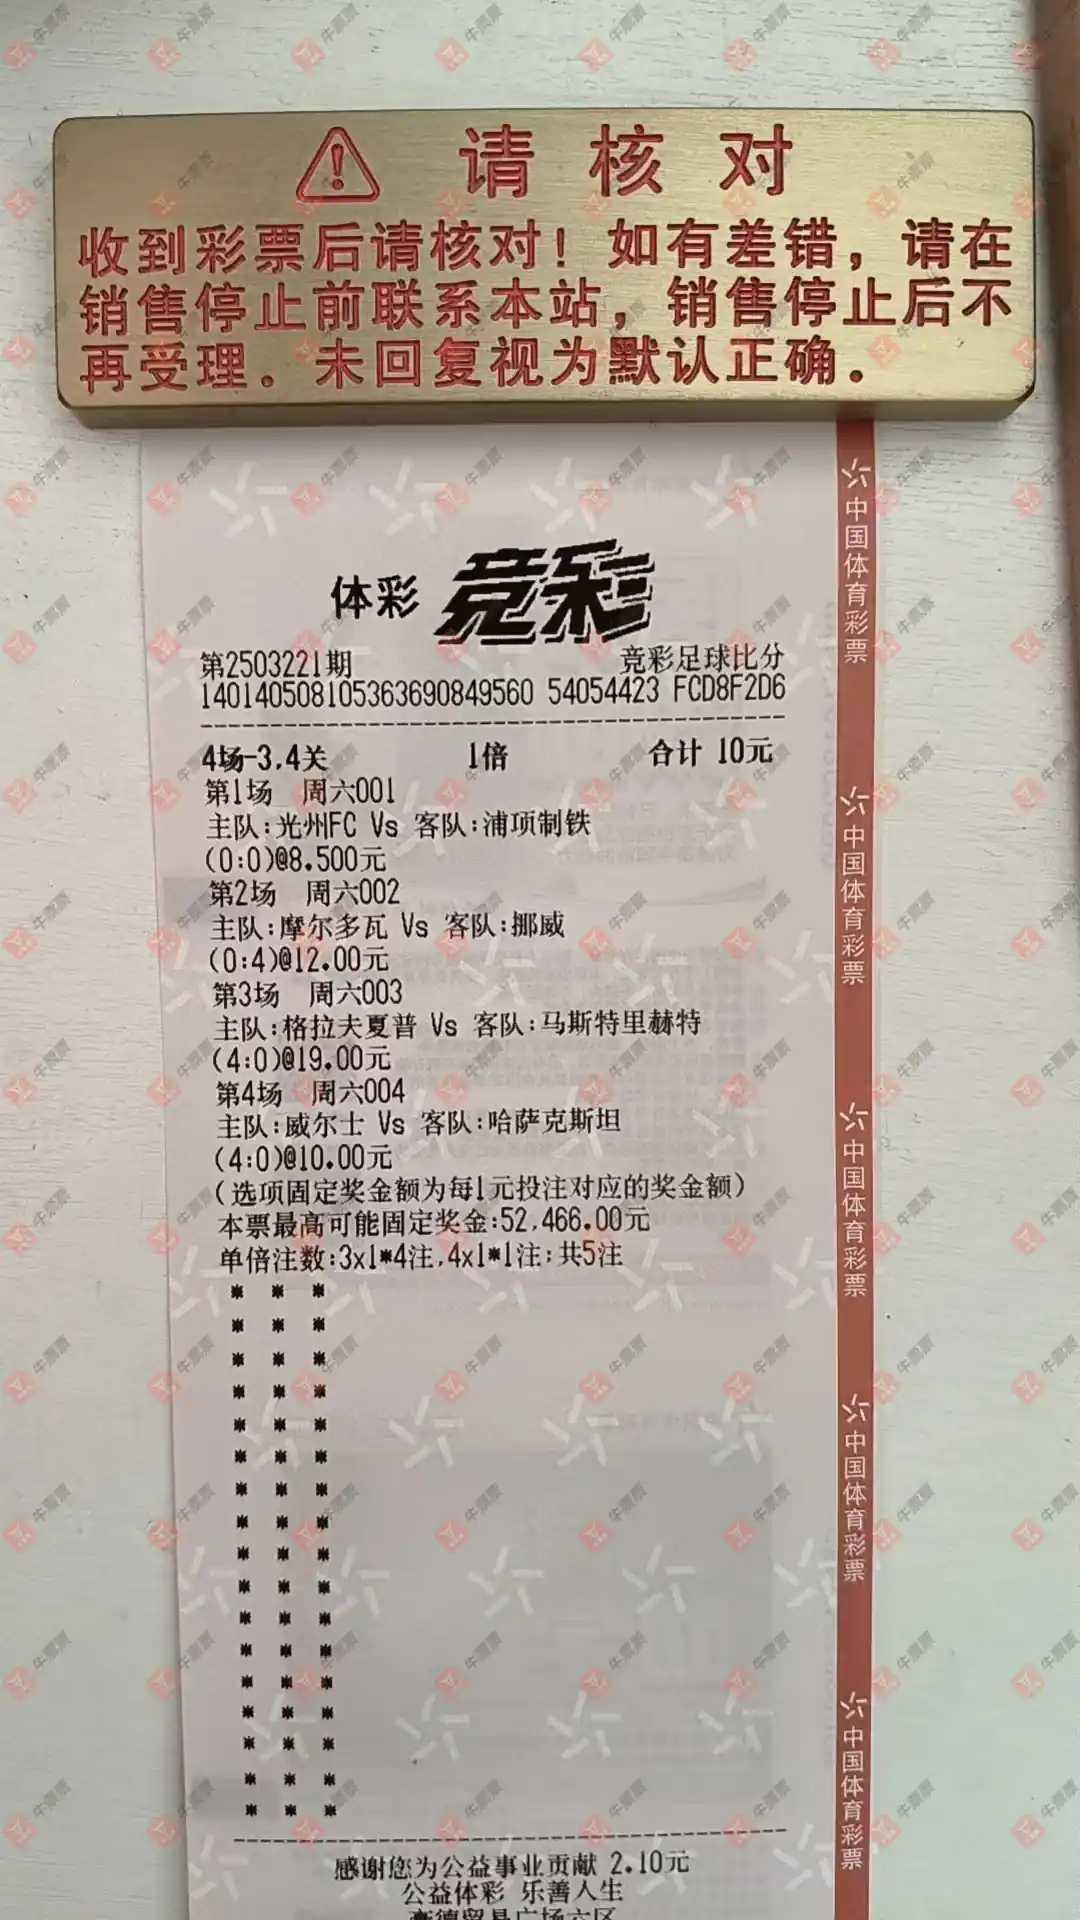 请核对
收到彩票后请核对！如有差错，请在
销售停止前联系本站，销售停止后不
再受理。未回复视为默认正确.
体彩 竞彩
第2503221期 竞彩足球比分
140140508105363690849560 54054423 FCD8F2D6
4场-3,4关 1倍 合计 10元
第1场 周六001
主队:光州FC Vs 客队:浦项制铁
(0:0)@8.500元
第2场 周六002
主队:摩尔多瓦 Vs 客队:挪威
(0:4)@12.00元
第3场 周六003
主队:格拉夫夏普 Vs 客队:马斯特里赫特
(4:0)@19.00元
第4场 周六004
主队:威尔士 Vs 客队:哈萨克斯坦
(4:0)@10.00元
(选项固定奖金额为每1元投注对应的奖金额)
本票最高可能固定奖金:52,466.00元
单倍注数:3x1*4注,4x1*1注;共5注
感谢您为公益事业贡献 2.10元
公益体彩 乐善人生
豪德贸易广场六区
中国体育彩票
中国体育彩票
中国体育彩票
中国体育彩票
中国体育彩票
牛票票